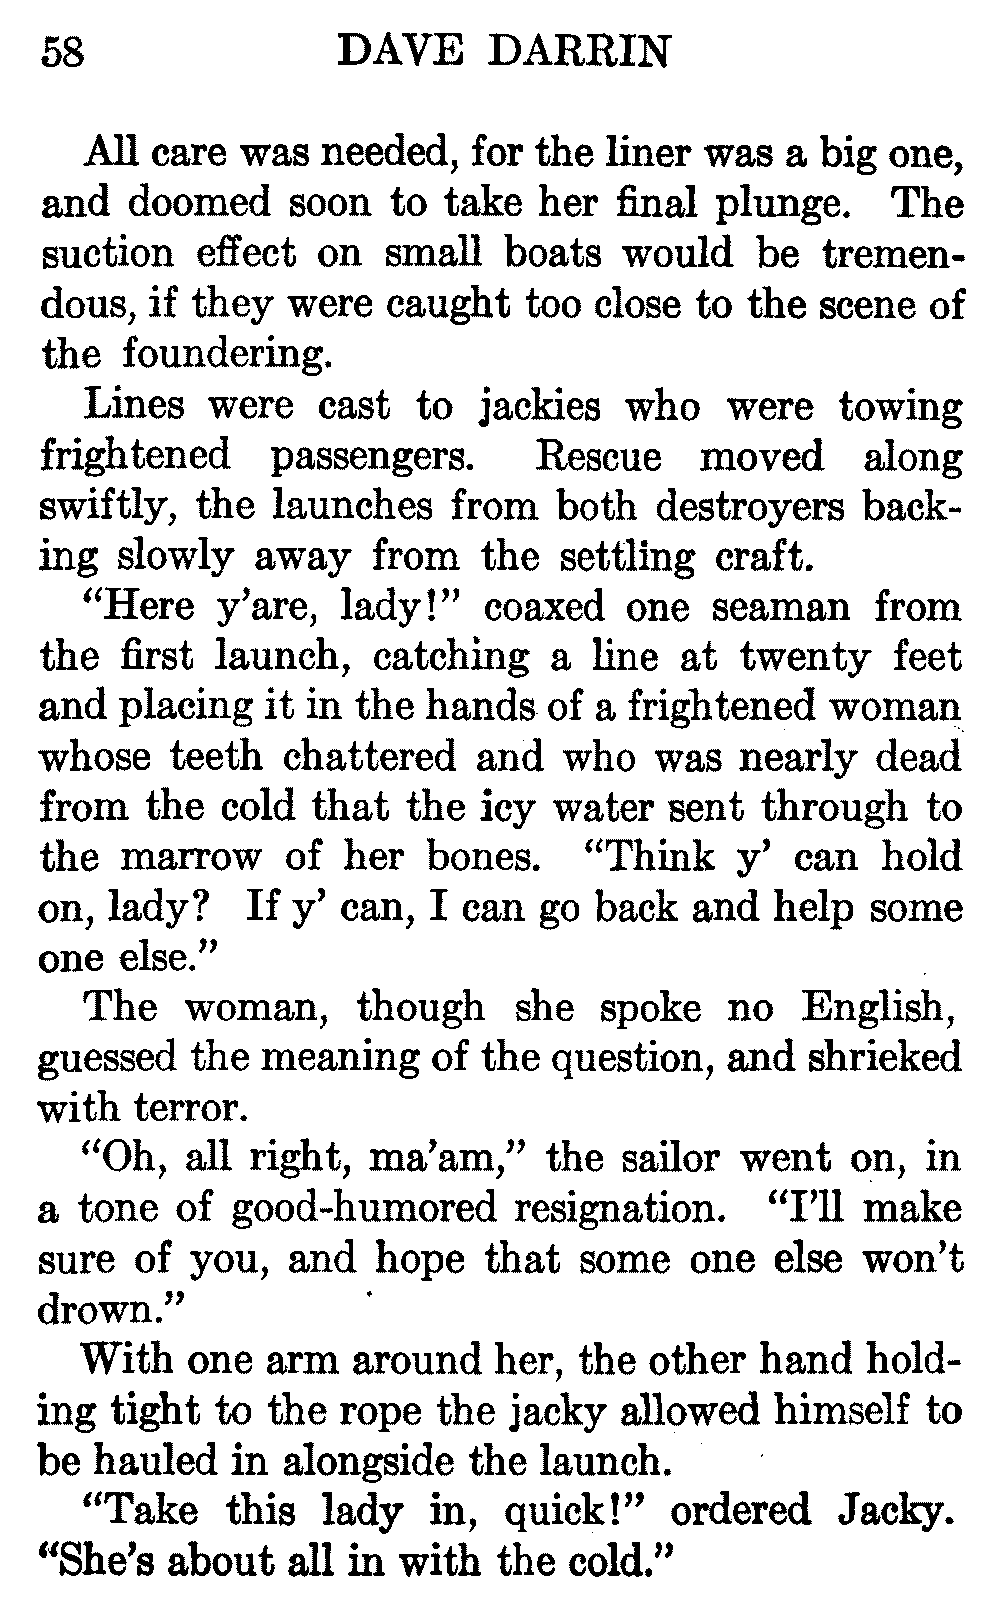 58 DAVE DARRIN
All care was needed, for the liner was a big one,
and doomed soon to take her final plunge. The
suction effect on small boats would be tremen-
dous, if they were caught too close to the scene of
the foundering.
Lines were cast to jackies who were towing
frightened passengers. Rescue moved along
swiftly, the launches from both destroyers back-
ing slowly away from the settling craft.
“Here y’are, lady!” coaxed one seaman from
the first launch, catching a line at twenty feet
and placing it in the hands of a frightened woman
whose teeth chattered and who was nearly dead
from the cold that the icy water sent through to
the marrow of her bones. “Think y’ can hold
on, lady? If y’ can, I can go back and help some
one else.”
The woman, though she spoke no English,
guessed the meaning of the question, and shrieked
with terror.
“Oh, all right, ma’am,” the sailor went on, in
a tone of good-humored resignation. “I’ll make
sure of you, and hope that some one else won’t
drown.”
With one arm around her, the other hand hold-
ing tight to the rope the jacky allowed himself to
be hauled in alongside the launch.
“Take this lady in, quick!” ordered Jacky.
“She’s about all in with the cold.”